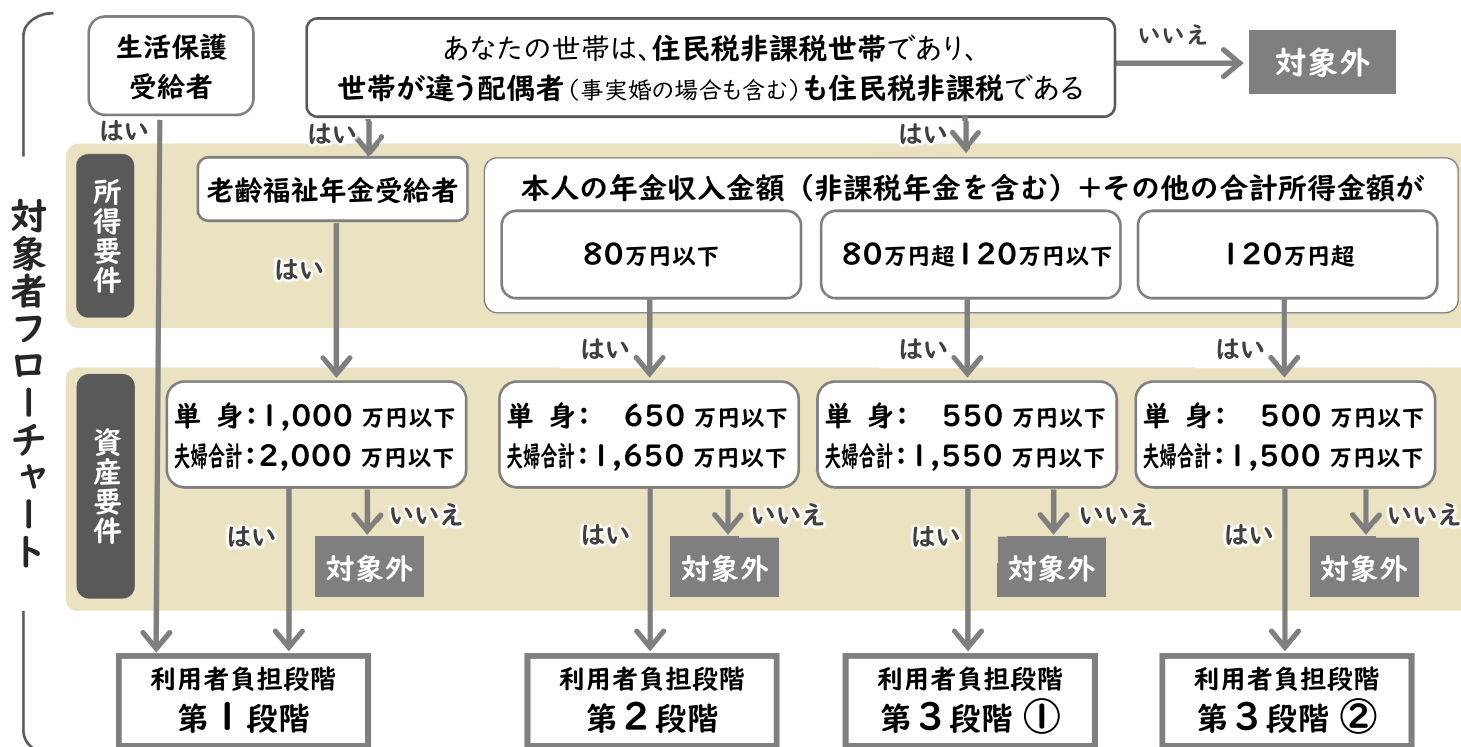 対象者フローチャート
生活保護
受給者
はい
あなたの世帯は、住民税非課税世帯であり、
世帯が違う配偶者（事実婚の場合も含む）も住民税非課税である
いいえ
対象外
はい
はい
所得要件
老齢福祉年金受給者
はい
本人の年金収入金額（非課税年金を含む）＋その他の合計所得金額が
80万円以下
80万円超120万円以下
120万円超
はい
はい
はい
資産要件
単 身：1,000 万円以下
夫婦合計：2,000 万円以下
単 身： 650 万円以下
夫婦合計：1,650 万円以下
単 身： 550 万円以下
夫婦合計：1,550 万円以下
単 身： 500 万円以下
夫婦合計：1,500 万円以下
はい
いいえ
対象外
はい
いいえ
対象外
はい
いいえ
対象外
はい
いいえ
対象外
利用者負担段階
第1段階
利用者負担段階
第2段階
利用者負担段階
第3段階 ①
利用者負担段階
第3段階 ②